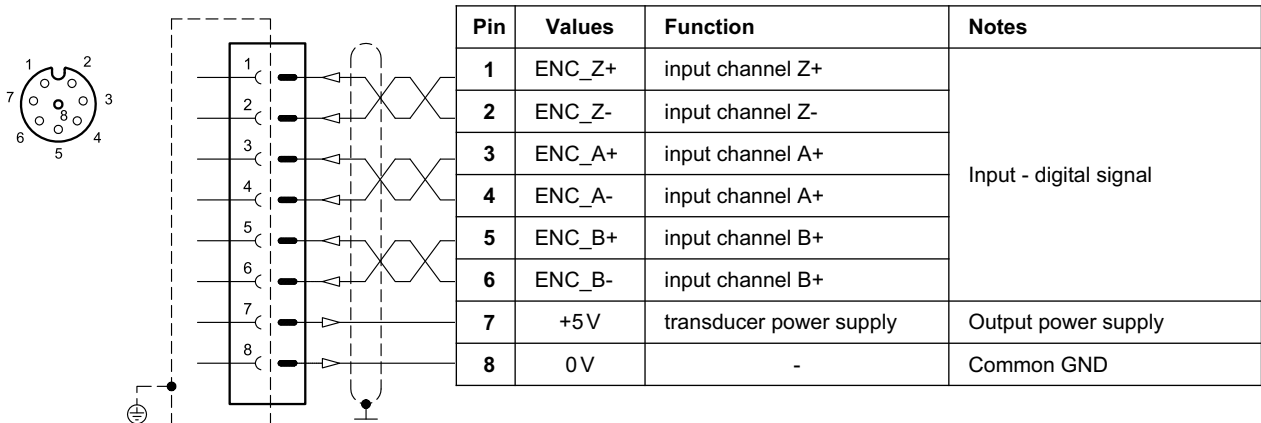 1 2
7 8 3
6 4
5
1
2
3
4
5
6
7
8
Pin Values Function Notes
1 ENC_Z+ input channel Z+
2 ENC_Z- input channel Z-
3 ENC_A+ input channel A+
Input - digital signal
4 ENC_A- input channel A+
5 ENC_B+ input channel B+
6 ENC_B- input channel B+
7 +5V transducer power supply Output power supply
8 0V - Common GND